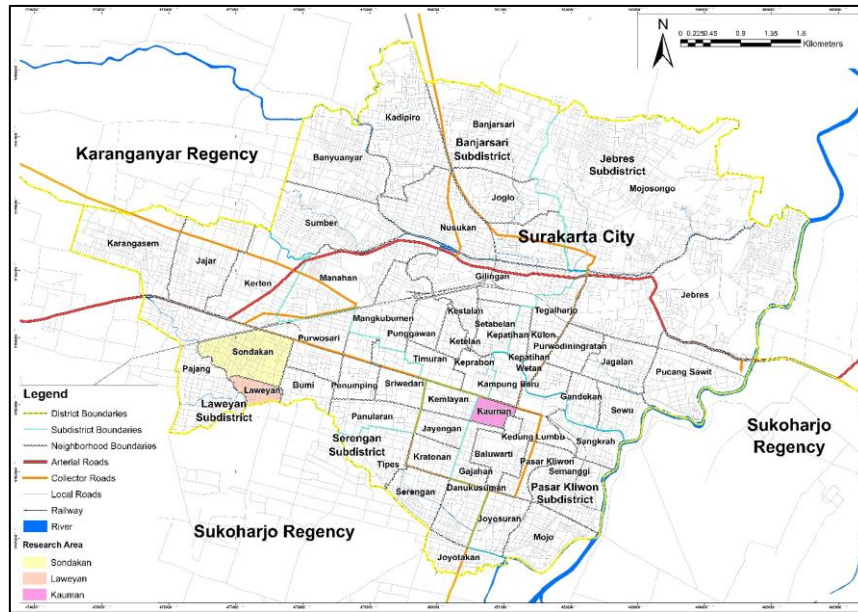 N
0 0.225 0.45 0.9 1.35 1.8
Kilometers
Kadipiro
Banjarsari
Banjarsari
Subdistrict
Karanganyar Regency
Banyuanyar
Jebres
Subdistrict
Mojosongo
Joglo
Sumber
Nusukan
Surakarta City
Karangasem
Jajar
Kerten
Manahan
Gilingan
Jebres
Kestalan
Mangkubumen
Setabelan
Tegalharjo
Punggawan
Kepatihan Kulon
Purwosari
Ketelan
Purwodiningratan
Sondakan
Timuran
Keprabon
Kepatihan
Wetan
Jagalan
Pucang Sawit
Pajang
Laweyan
Bumi
Penumping
Sriwedari
Kampung Baru
Gandekan
Laweyan
Subdistrict
Kemlayan
Kauman
Sewu
Panularan
Jayengan
Kedung Lumbu
Sangkrah
Sukoharjo
Regency
Serengan
Subdistrict
Tipes
Kratonan
Baluwarti
Pasar Kliwon
Semanggi
Gajahan
Serengan
Danukusuman
Pasar Kliwon
Subdistrict
Sukoharjo Regency
Joyosuran
Mojo
Joyotakan
Legend
District Boundaries
Subdistrict Boundaries
Neighborhood Boundaries
Arterial Roads
Collector Roads
Local Roads
Railway
River
Research Area
Sondakan
Laweyan
Kauman